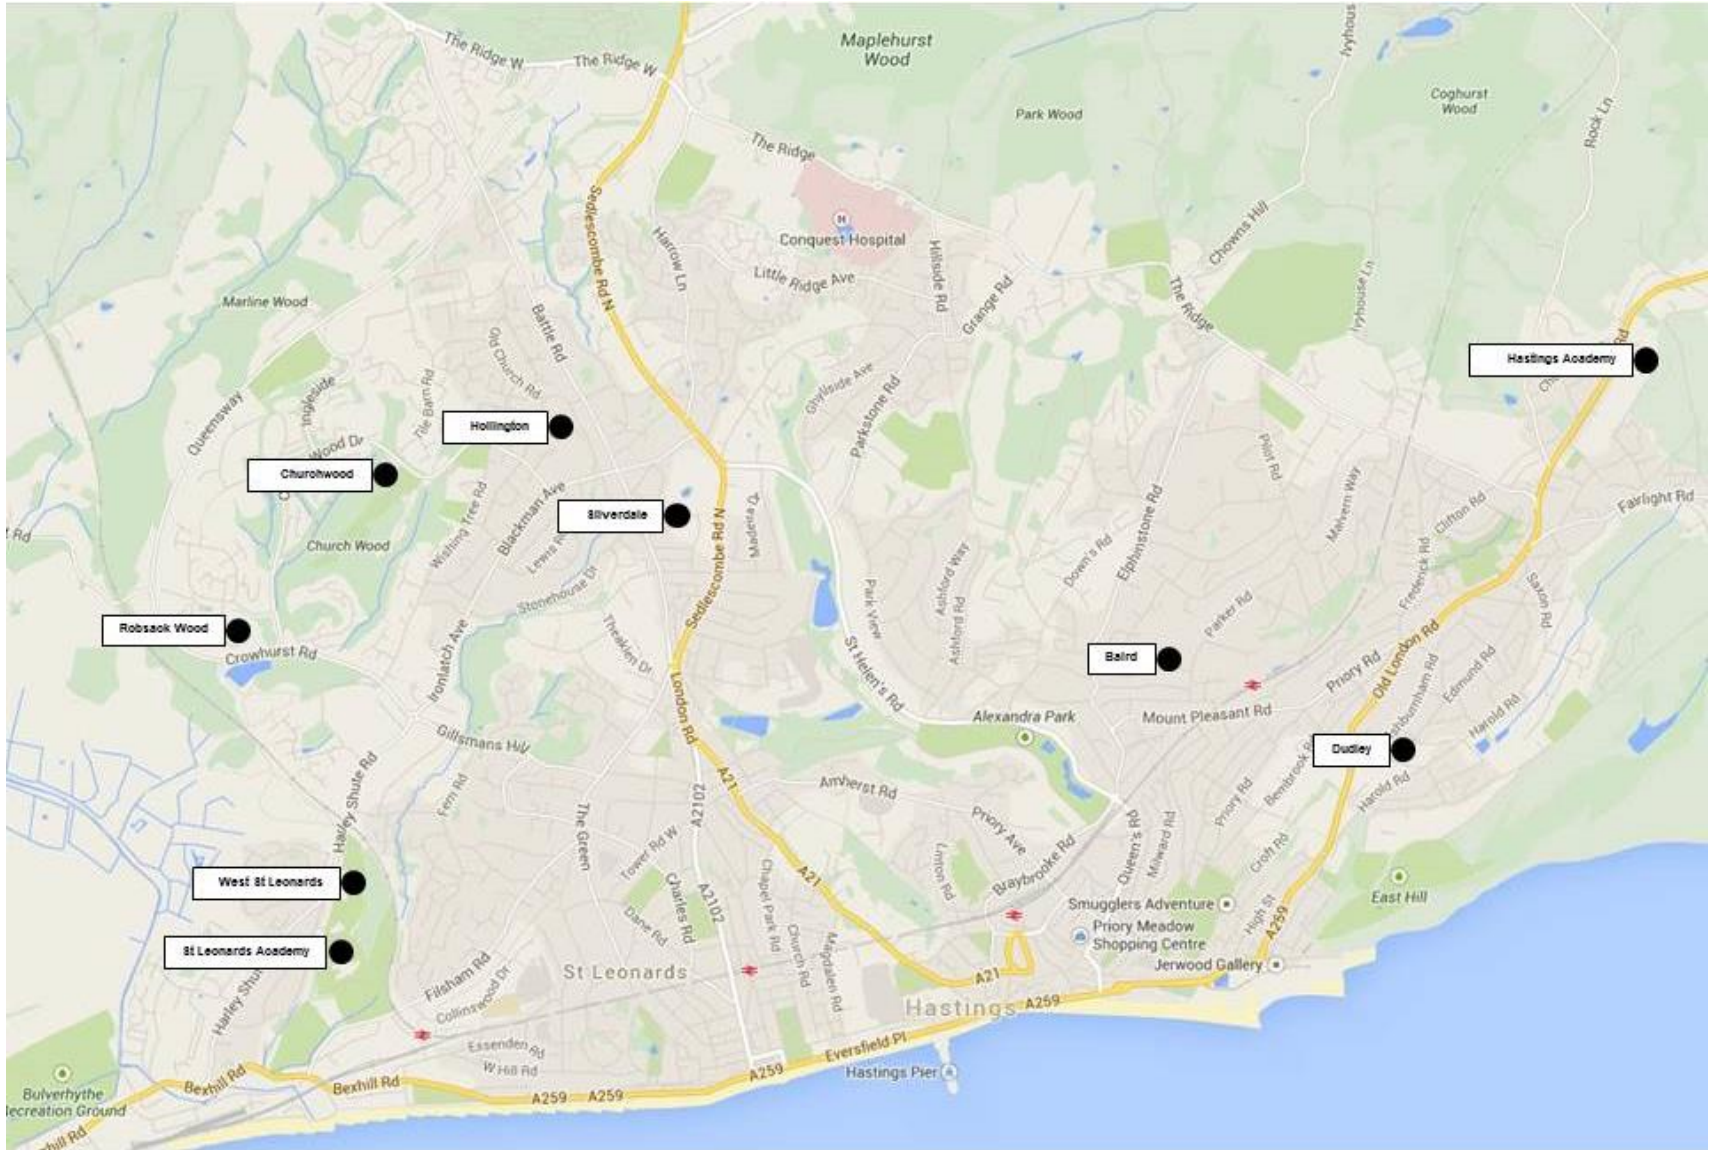 The Ridge W
The Ridge W
Maplehurst
Wood
Park Wood
Coghurst
Wood
Rock Ln
The Ridge
Sedlescombe Rd N
H
Conquest Hospital
Harrow Ln
Little Ridge Ave
Hillside Rd
Grange Rd
Chowns Hill
Ivyhouse Ln
The Ridge
Marline Wood
Battle Rd
Old Church Rd
Hastings Academy
Rd
Queensway
Ingleside
Tile Barn Rd
Ghyllside Ave
Parkstone Rd
Hollington
Wood Dr
Churchwood
Pilot Rd
Malvern Way
Clifton Rd
Fairlight Rd
Wishing Tree Rd
Blackman Ave
Silverdale
Sedlescombe Rd N
Madeira Dr
Elphinstone Rd
Rd
Church Wood
Down's Rd
Ashford Way
Park View
Ashford Rd
Stonehouse Dr
Frederick Rd
Saxon Rd
Robsack Wood
Crowhurst Rd
Ironlatch Ave
Theaklen Dr
St Helen's Rd
Parker Rd
Baird
Priory Rd
Old London Rd
Edmund Rd
London Rd
Alexandra Park
Mount Pleasant Rd
Harold Rd
Gillsmans Hill
Dudley
Harold Rd
Harley Shute Rd
Fern Rd
A21
A2102
Amherst Rd
Priory Ave
Priory Rd
The Green
Tower Rd W
Queen's Rd
Milward Rd
Croft Rd
Braybrooke Rd
Linton Rd
West St Leonards
A21
Chapel Park Rd
Charles Rd
A2102
Dane Rd
Church Rd
Magdalen Rd
Smugglers Adventure
High St
A259
East Hill
Priory Meadow
Shopping Centre
Jerwood Gallery
St Leonards Academy
Filsham Rd
Collinswood Dr
St Leonards
A21
Hastings
A259
Essenden Rd
W Hill Rd
Eversfield Pl
Hastings Pier
Bulverhythe
Recreation Ground
Bexhill Rd
Bexhill Rd
A259
A259
A259